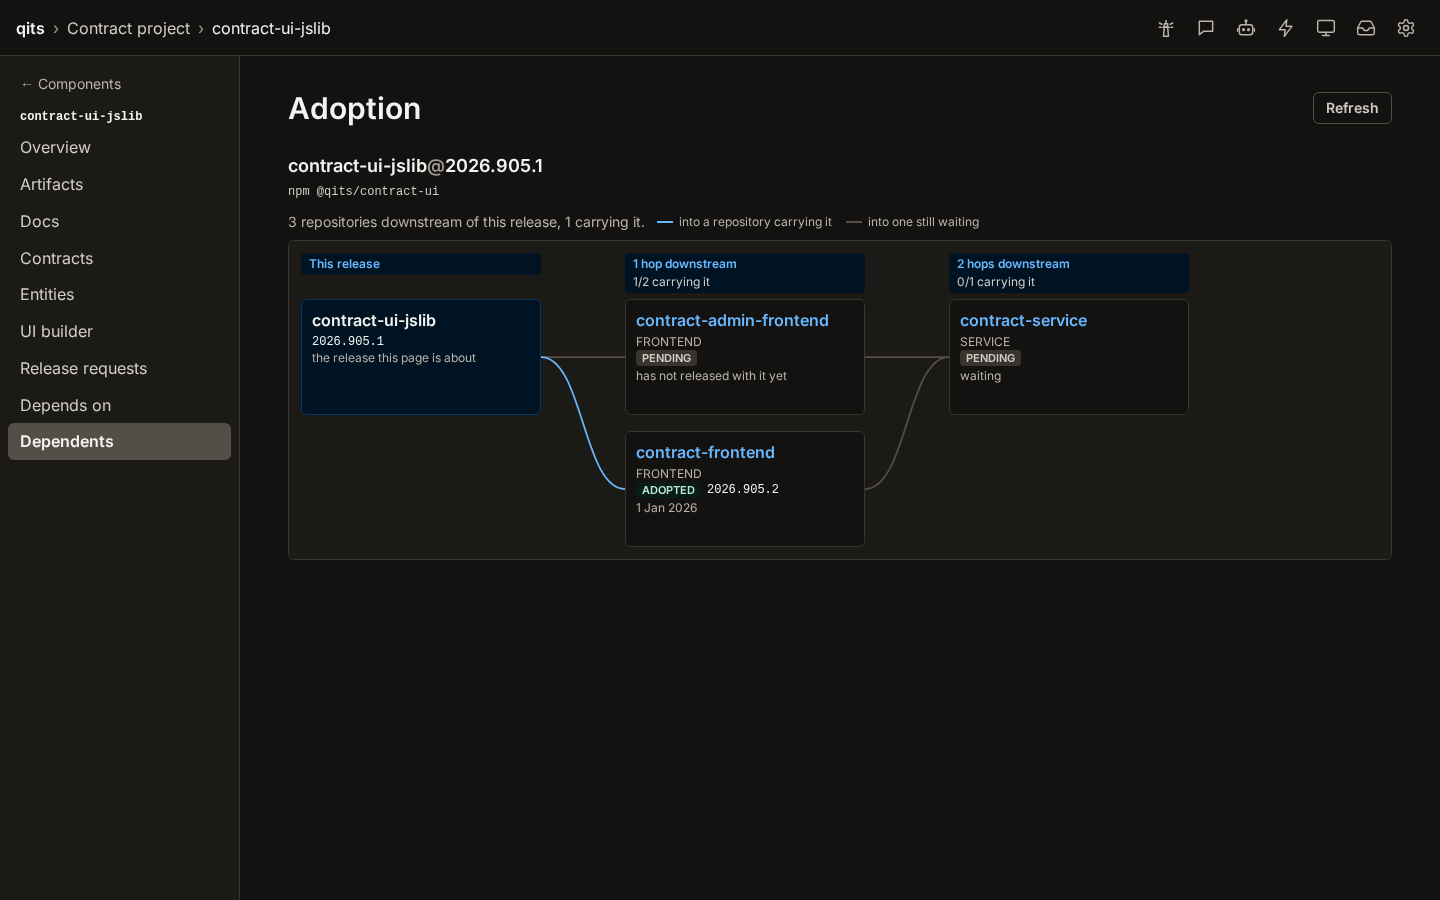 qits › Contract project › contract-ui-jslib
← Components
contract-ui-jslib
Overview
Artifacts
Docs
Contracts
Entities
UI builder
Release requests
Depends on
Dependents
Adoption
Refresh
contract-ui-jslib@2026.905.1
npm @qits/contract-ui
3 repositories downstream of this release, 1 carrying it. into a repository carrying it into one still waiting
This release
contract-ui-jslib
2026.905.1
the release this page is about
1 hop downstream
1/2 carrying it
contract-admin-frontend
FRONTEND
PENDING
has not released with it yet
contract-frontend
FRONTEND
ADOPTED 2026.905.2
1 Jan 2026
2 hops downstream
0/1 carrying it
contract-service
SERVICE
PENDING
waiting